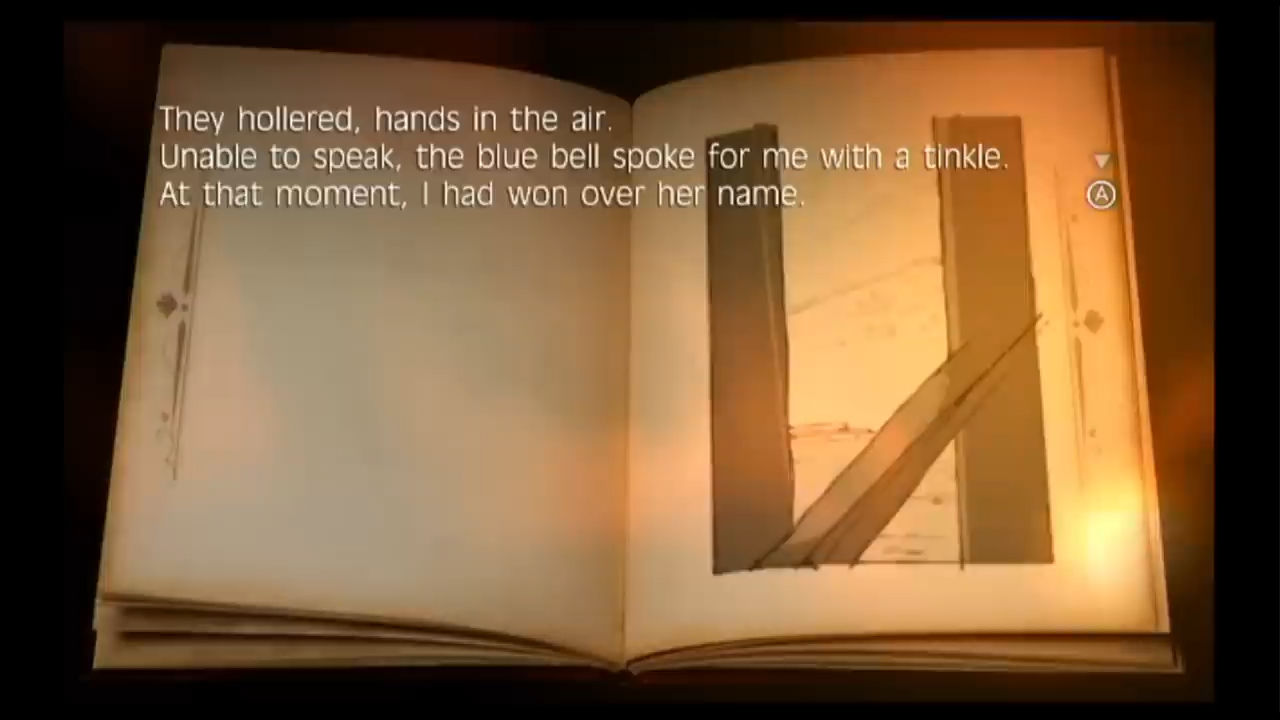 They hollered, hands in the air.
Unable to speak, the blue bell spoke for me with a tinkle.
At that moment, I had won over her name.
A